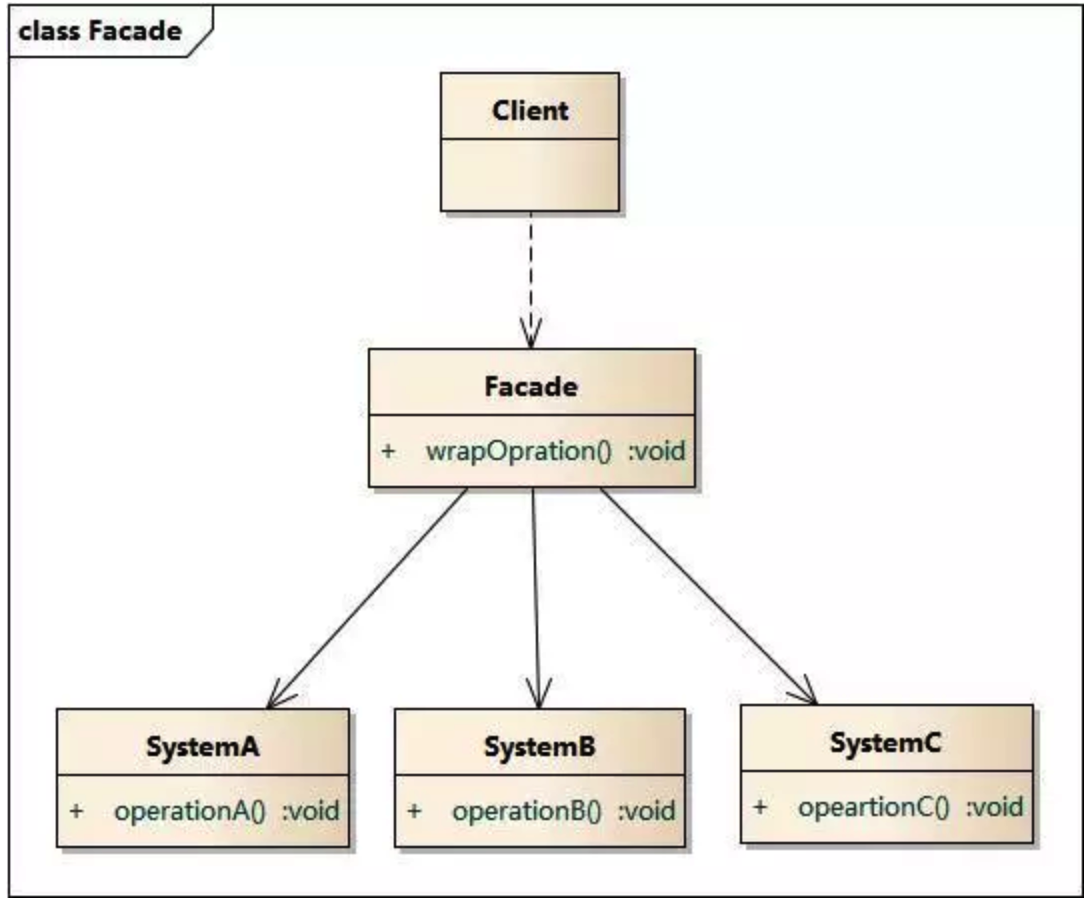 class Facade
Client
Facade
+ wrapOpration() :void
SystemA
+ operationA() :void
SystemB
+ operationB() :void
SystemC
+ opeartionC() :void